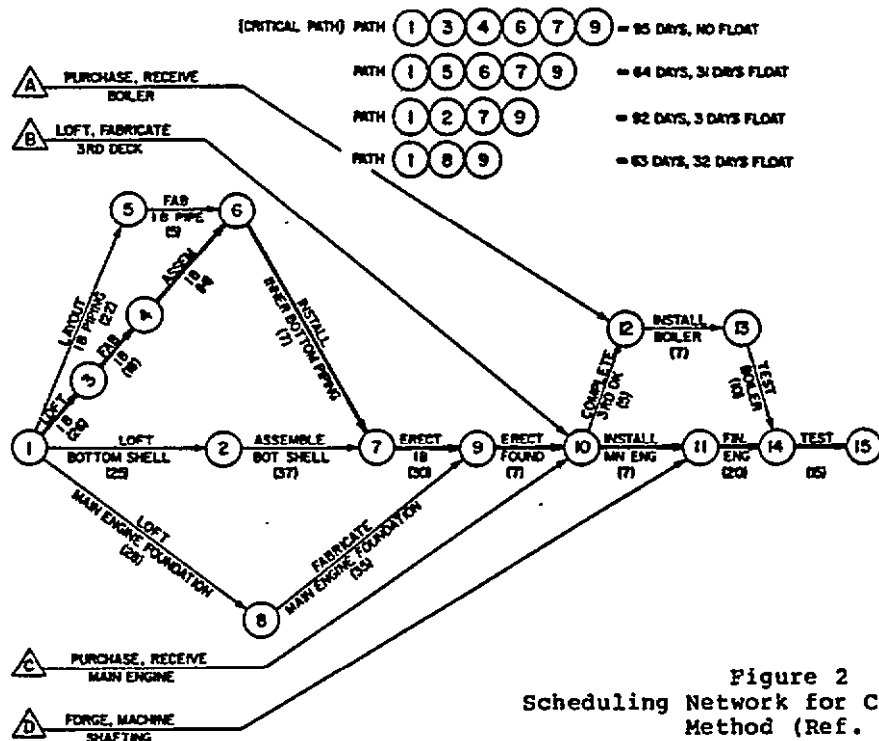 (CRITICAL PATH) PATH 1 3 4 6 7 9 = 95 DAYS, NO FLOAT
PATH 1 5 6 7 9 = 64 DAYS, 31 DAYS FLOAT
PATH 1 2 7 9 = 92 DAYS, 3 DAYS FLOAT
PATH 1 8 9 = 63 DAYS, 32 DAYS FLOAT
A
PURCHASE, RECEIVE
BOILER
B
LOFT, FABRICATE
3RD DECK
5
FAB
IB PIPE
(5)
6
LAYOUT
IB PIPING
(22)
4
ASSEM
IB
(14)
INSTALL
INNER BOTTOM PIPING
(7)
3
FAB
IB
(18)
LOFT
IB
(26)
1
LOFT
BOTTOM SHELL
(25)
2
ASSEMBLE
BOT SHELL
(37)
7
ERECT
IB
(30)
9
ERECT
FOUND
(7)
10
INSTALL
MN ENG
(7)
11
FIN.
ENG
(20)
14
TEST
(15)
15
COMPLETE
3RD DK
(5)
12
INSTALL
BOILER
(7)
13
TEST
BOILER
LOFT
MAIN ENGINE FOUNDATION
(28)
8
FABRICATE
MAIN ENGINE FOUNDATION
(35)
C
PURCHASE, RECEIVE
MAIN ENGINE
D
FORGE, MACHINE
SHAFTING
Figure 2
Scheduling Network for C
Method (Ref.